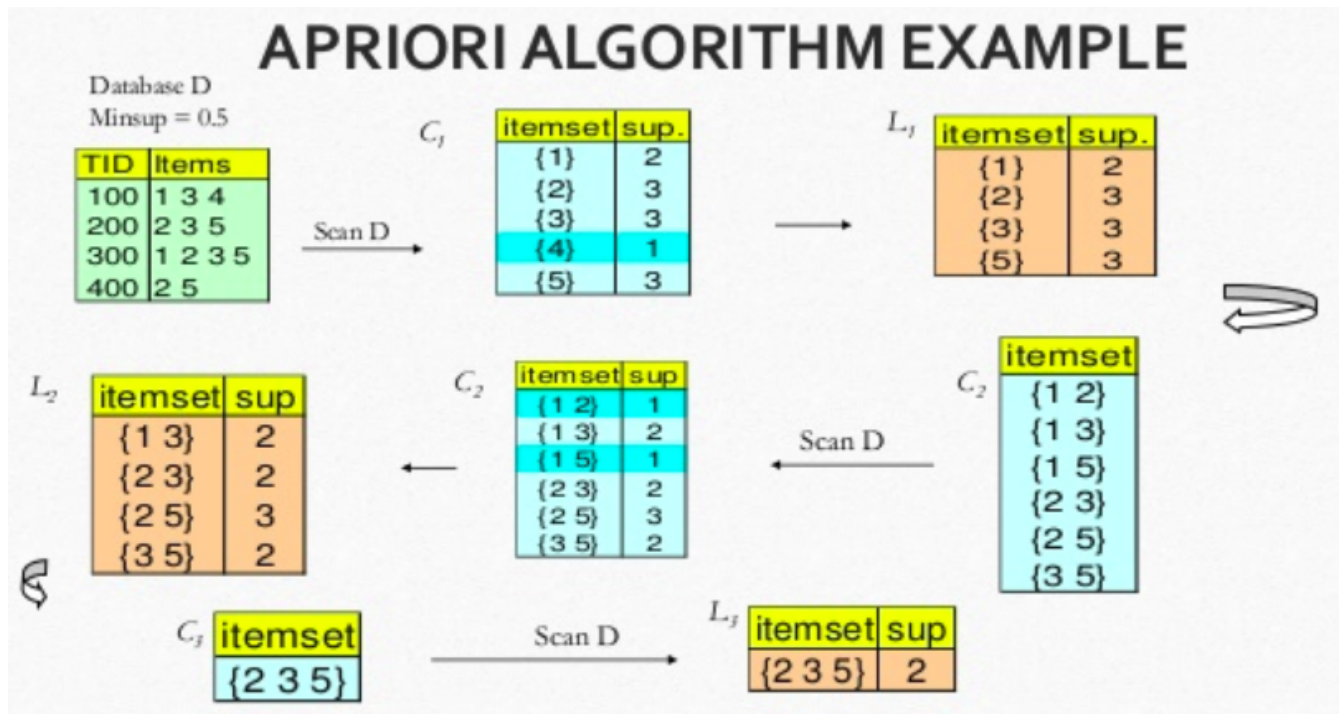 APRIORI ALGORITHM EXAMPLE
Database D
Minsup = 0.5
TID Items
100 1 3 4
200 2 3 5
300 1 2 3 5
400 2 5
Scan D
C1
itemset sup.
{1} 2
{2} 3
{3} 3
{4} 1
{5} 3
L1
itemset sup.
{1} 2
{2} 3
{3} 3
{5} 3
C2
itemset
{1 2}
{1 3}
{1 5}
{2 3}
{2 5}
{3 5}
Scan D
C2
itemset sup
{1 2} 1
{1 3} 2
{1 5} 1
{2 3} 2
{2 5} 3
{3 5} 2
L2
itemset sup
{1 3} 2
{2 3} 2
{2 5} 3
{3 5} 2
C3
itemset
{2 3 5}
Scan D
L3
itemset sup
{2 3 5} 2